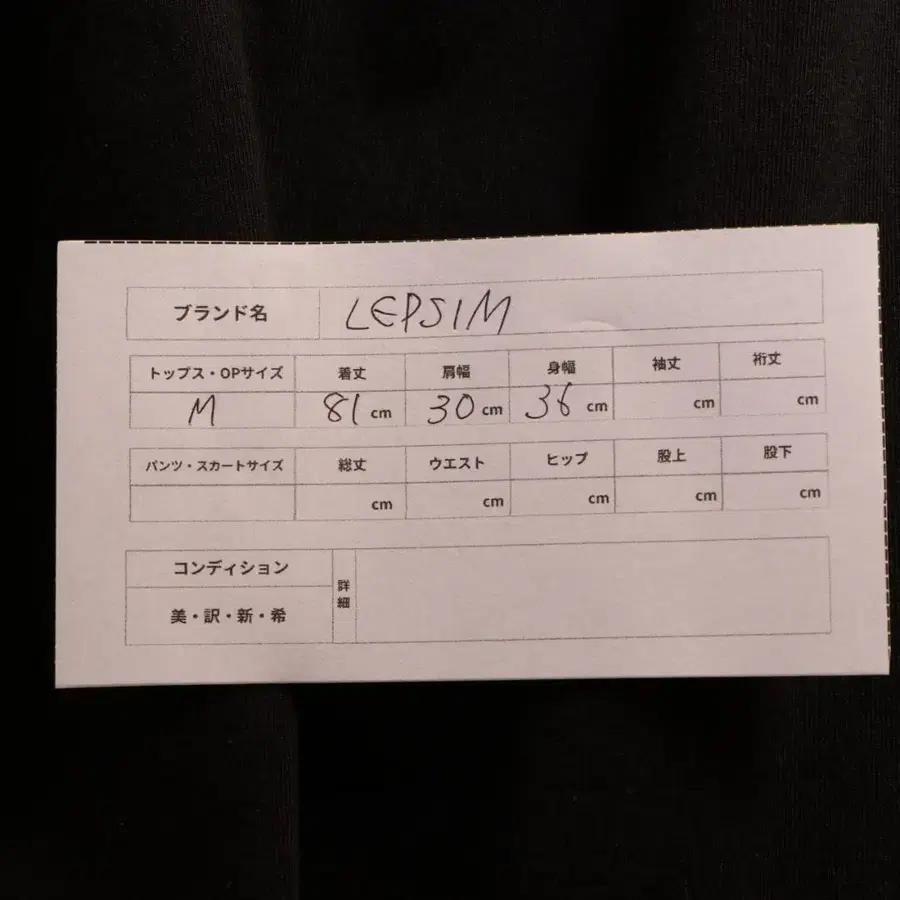 ブランド名 LEPSIM
トップス・OPサイズ 着丈 肩幅 身幅 袖丈 裄丈
M 81 cm 30 cm 36 cm cm cm
パンツ・スカートサイズ 総丈 ウエスト ヒップ 股上 股下
cm cm cm cm cm
コンディション 詳細
美・訳・新・希